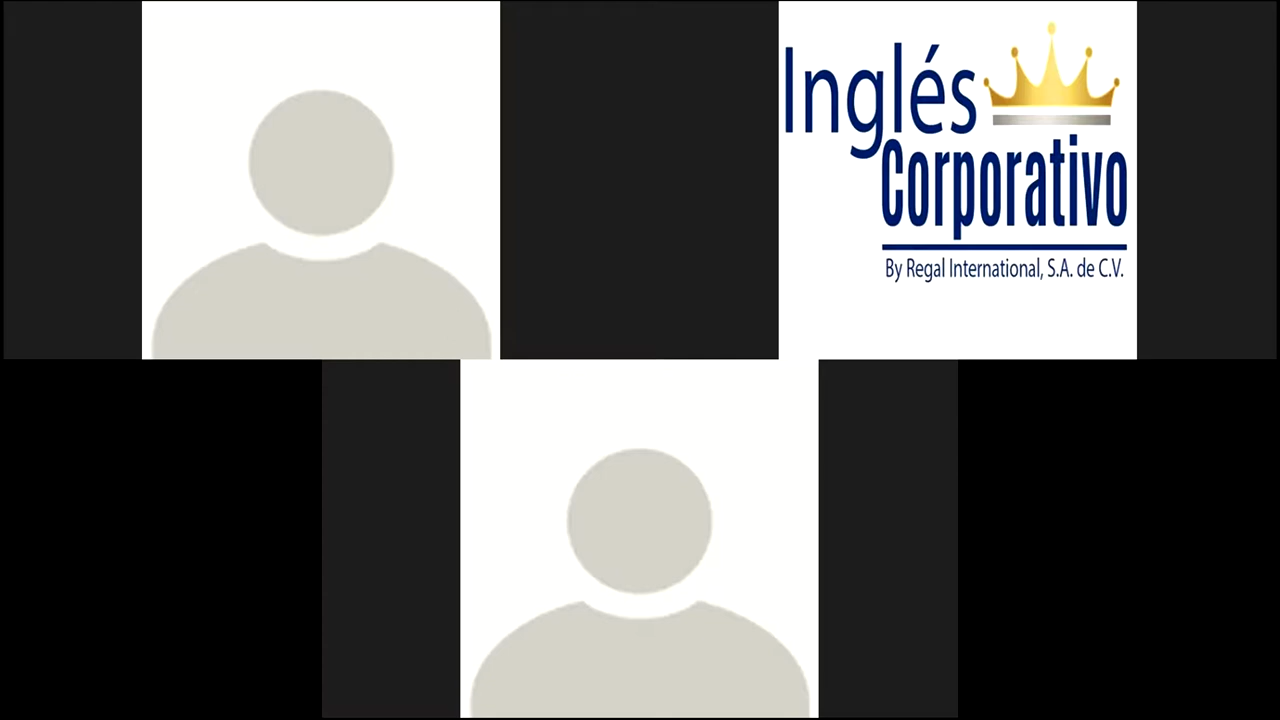 Inglés
Corporativo
By Regal International, S.A. de C.V.